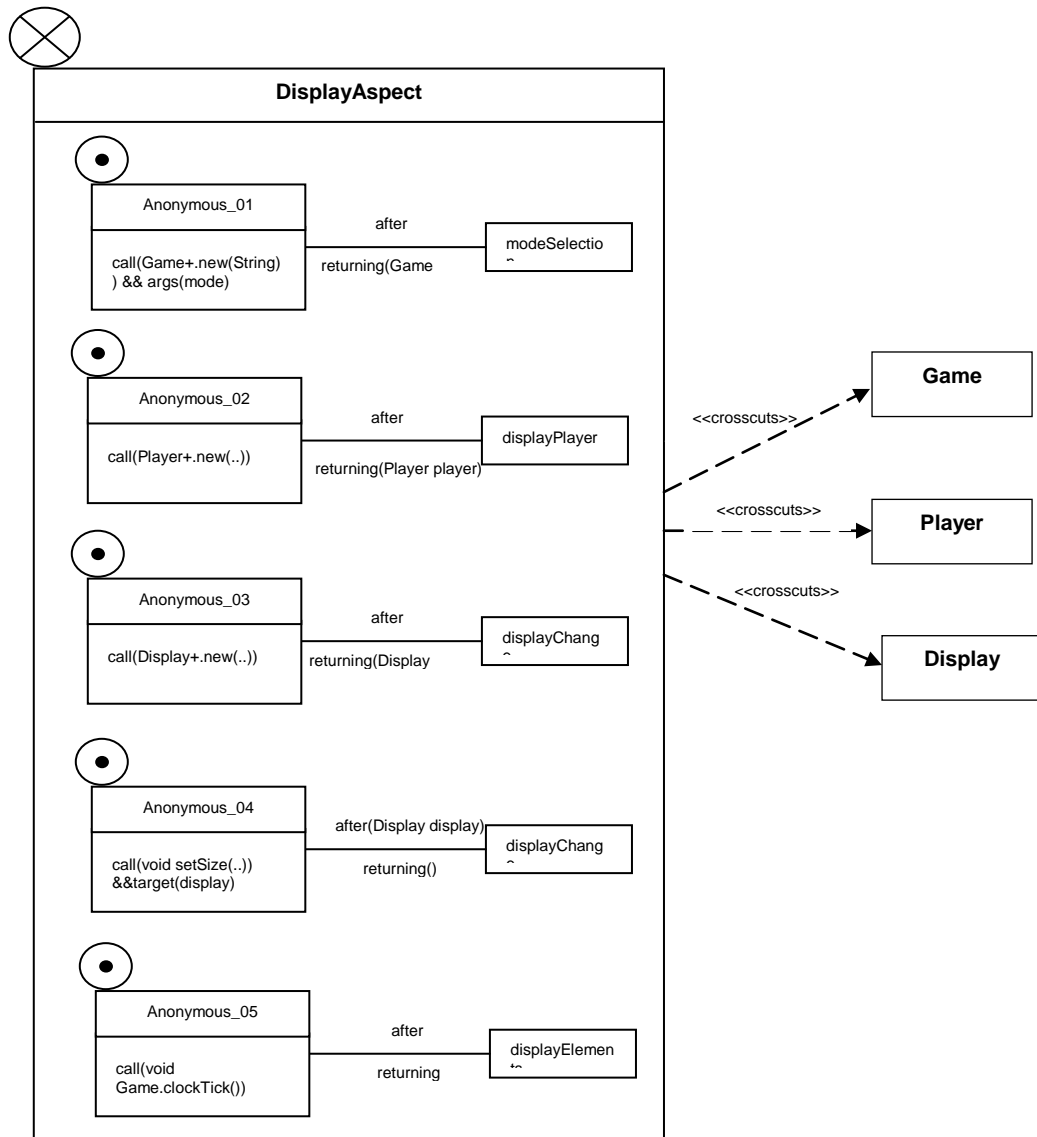 DisplayAspect
Anonymous_01
call(Game+.new(String)
) && args(mode)
after
returning(Game
modeSelectio
Anonymous_02
call(Player+.new(..))
after
returning(Player player)
displayPlayer
Anonymous_03
call(Display+.new(..))
after
returning(Display
displayChang
Anonymous_04
call(void setSize(..))
&&target(display)
after(Display display)
returning()
displayChang
Anonymous_05
call(void
Game.clockTick())
after
returning
displayElemen
<<crosscuts>>
Game
<<crosscuts>>
Player
<<crosscuts>>
Display